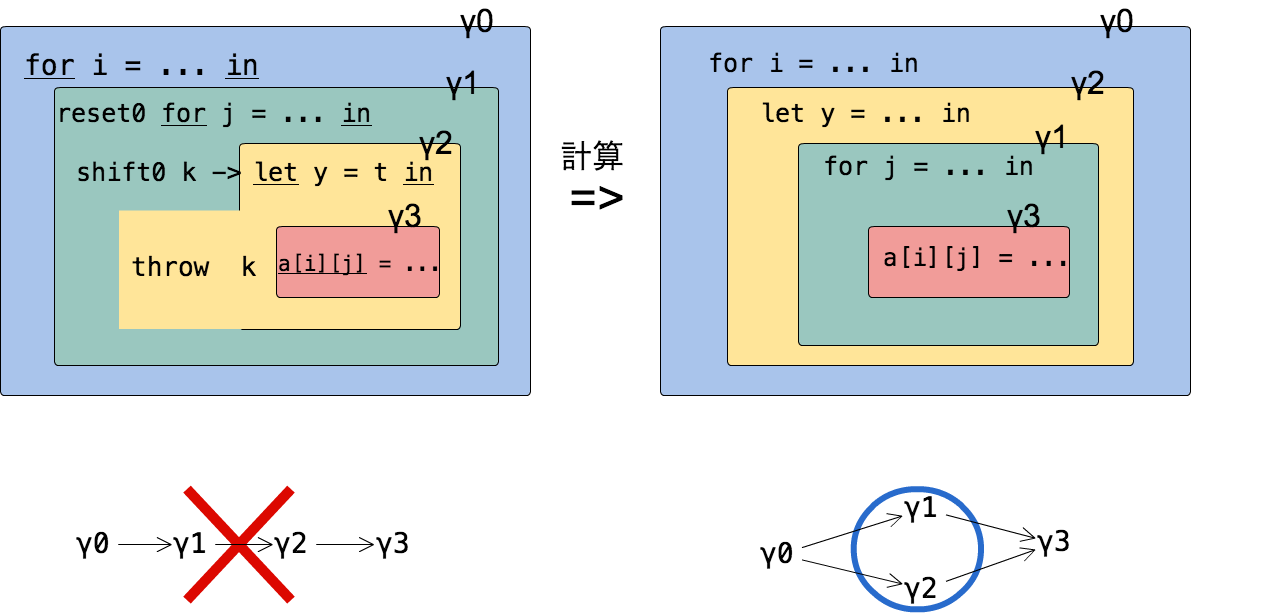 γ0
for i = ... in
γ1
reset0 for j = ... in
γ2
shift0 k -> let y = t in
γ3
throw k a[i][j] = ...
計算
=>
γ0
for i = ... in
γ2
let y = ... in
γ1
for j = ... in
γ3
a[i][j] = ...
γ0 γ1 γ2 γ3
γ1
γ0 γ3
γ2